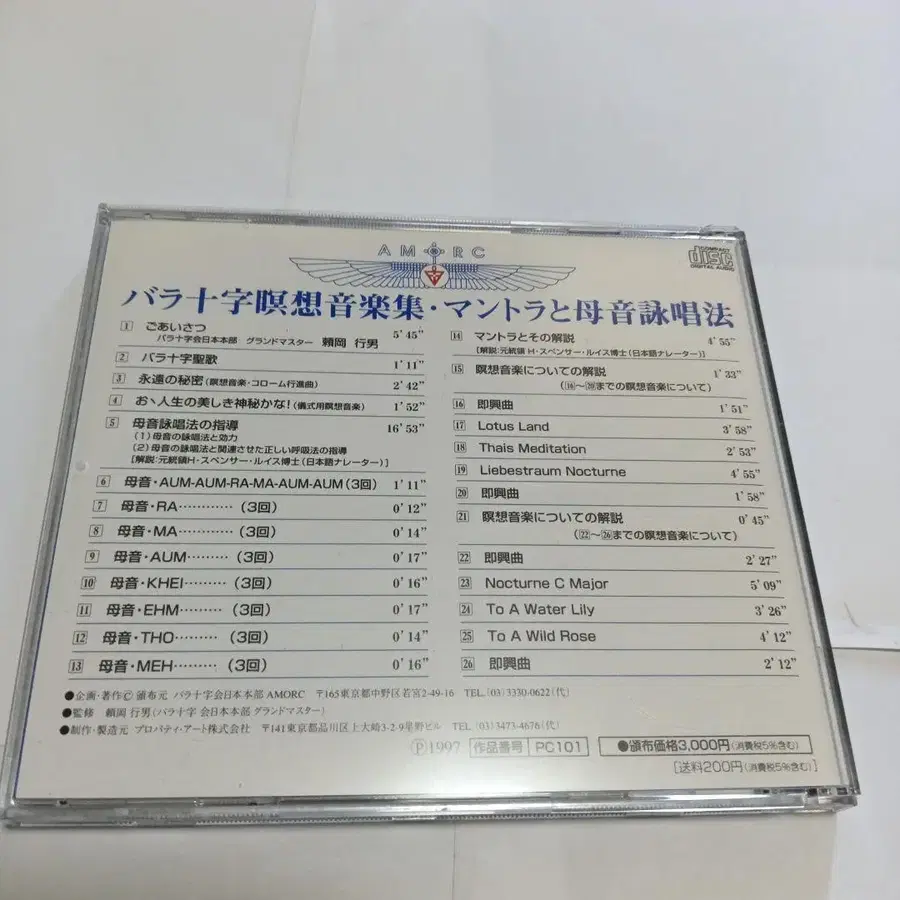 AMORC
COMPACT
disc
DIGITAL AUDIO
バラ十字瞑想音楽集・マントラと母音詠唱法
1 ごあいさつ 5'45"
バラ十字会日本本部 グランドマスター 頼岡 行男
2 バラ十字聖歌 1'11"
3 永遠の秘密(瞑想音楽・コローム行進曲) 2'42"
4 おゝ人生の美しき神秘かな!(儀式用瞑想音楽) 1'52"
5 母音詠唱法の指導 16'53"
(1)母音の詠唱法と効力
(2)母音の詠唱と関連させた正しい呼吸法の指導
[解説:元統領H・スペンサー・ルイス博士(日本語ナレーター)]
6 母音・AUM-AUM-RA-MA-AUM-AUM(3回) 1'11"
7 母音・RA………… (3回) 0'12"
8 母音・MA………… (3回) 0'14"
9 母音・AUM……… (3回) 0'17"
10 母音・KHEI……… (3回) 0'16"
11 母音・EHM……… (3回) 0'17"
12 母音・THO……… (3回) 0'14"
13 母音・MEH……… (3回) 0'16"
14 マントラとその解説 4'55"
[解説:元統領 H・スペンサー・ルイス博士(日本語ナレーター)]
15 瞑想音楽についての解説 1'33"
(16~20までの瞑想音楽について)
16 即興曲 1'51"
17 Lotus Land 3'58"
18 Thais Meditation 2'53"
19 Liebestraum Nocturne 4'55"
20 即興曲 1'58"
21 瞑想音楽についての解説 0'45"
(22~26までの瞑想音楽について)
22 即興曲 2'27"
23 Nocturne C Major 5'09"
24 To A Water Lily 3'26"
25 To A Wild Rose 4'12"
26 即興曲 2'12"
●企画・著作© 頒布元 バラ十字会日本本部 AMORC 〒165東京都中野区若宮2-49-16 TEL.(03)3330-0622(代)
●監修 頼岡 行男(バラ十字会日本本部 グランドマスター)
●制作・製造元 プロパティ・アート株式会社 〒141東京都品川区上大崎3-2-9星野ビル TEL(03)3473-4676(代)
Ⓟ1997 作品番号 PC101 ●頒布価格3,000円(消費税5%含む)
[送料200円(消費税5%含む)]